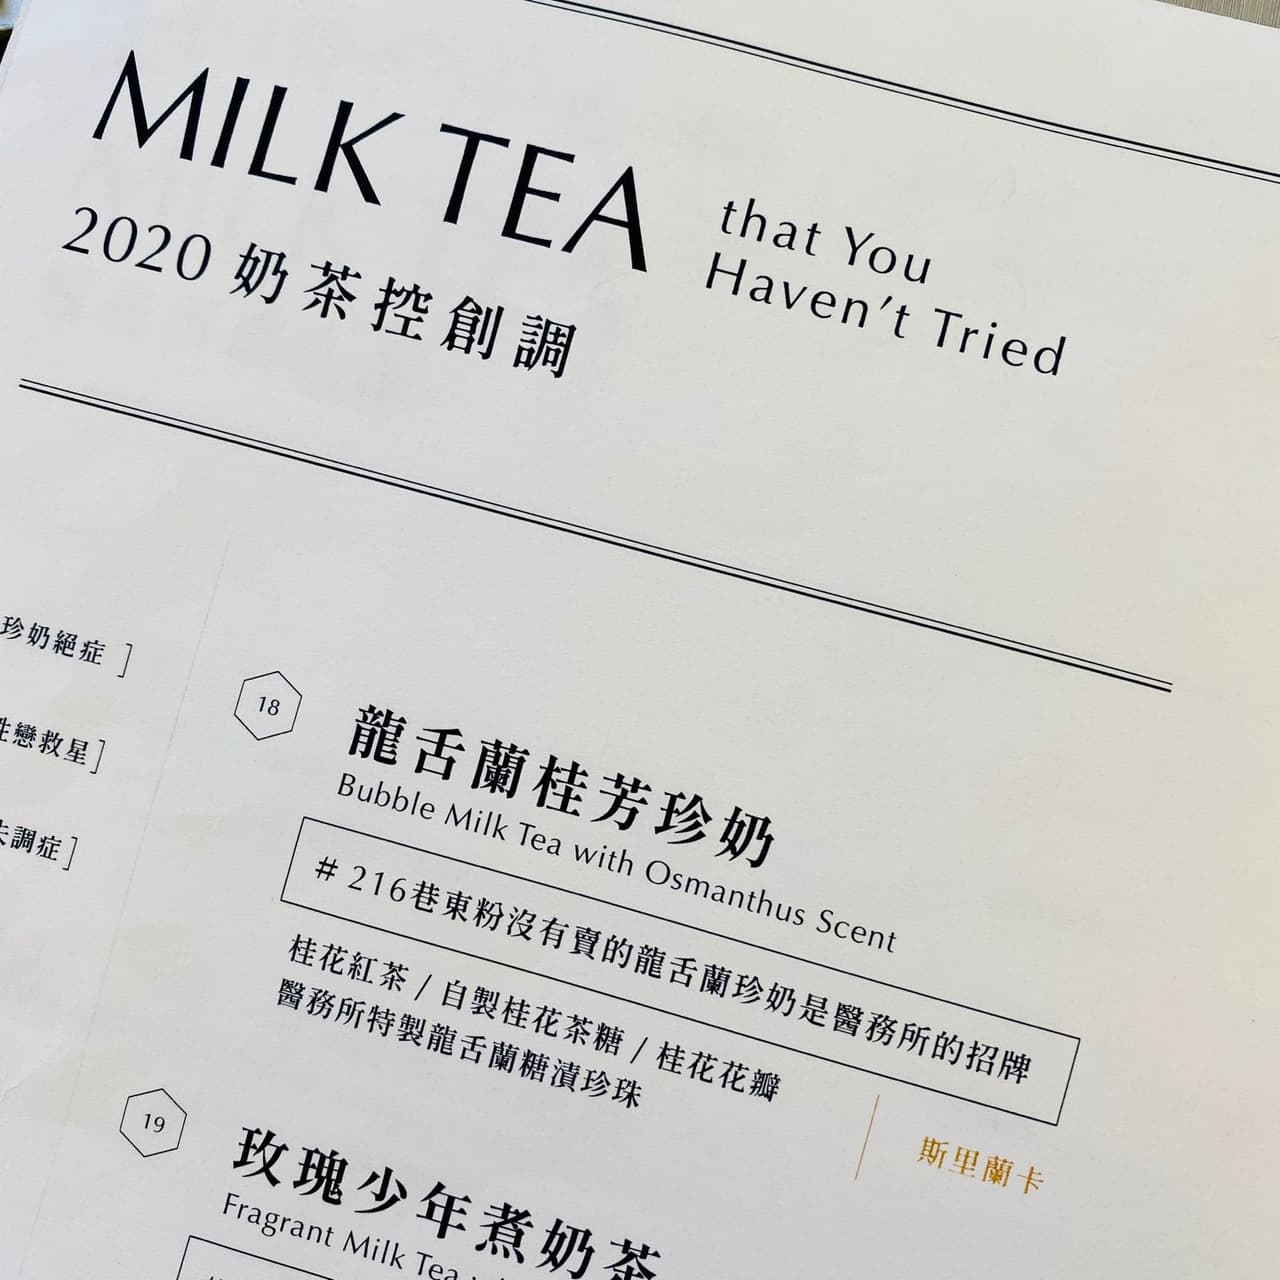 MILK TEA
that You
Haven't Tried
2020 奶茶控創調
珍奶絕症 ]
戀救星]
調症]
18
龍舌蘭桂芳珍奶
Bubble Milk Tea with Osmanthus Scent
# 216巷東粉沒有賣的龍舌蘭珍奶是醫務所的招牌
桂花紅茶 / 自製桂花茶糖 / 桂花花瓣
醫務所特製龍舌蘭糖漬珍珠
斯里蘭卡
19
玫瑰少年煮奶茶
Fragrant Milk Tea